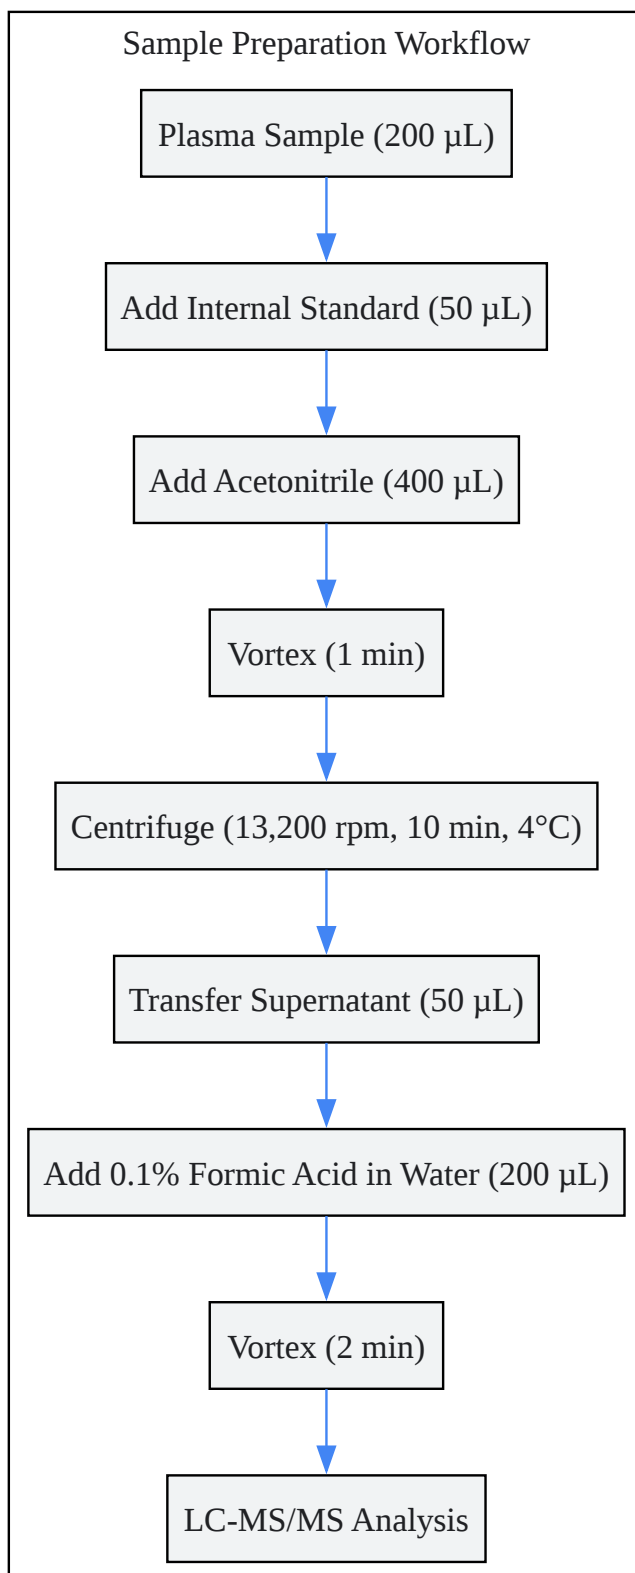 Sample Preparation Workflow
Plasma Sample (200 µL)
Add Internal Standard (50 µL)
Add Acetonitrile (400 µL)
Vortex (1 min)
Centrifuge (13,200 rpm, 10 min, 4°C)
Transfer Supernatant (50 µL)
Add 0.1% Formic Acid in Water (200 µL)
Vortex (2 min)
LC-MS/MS Analysis